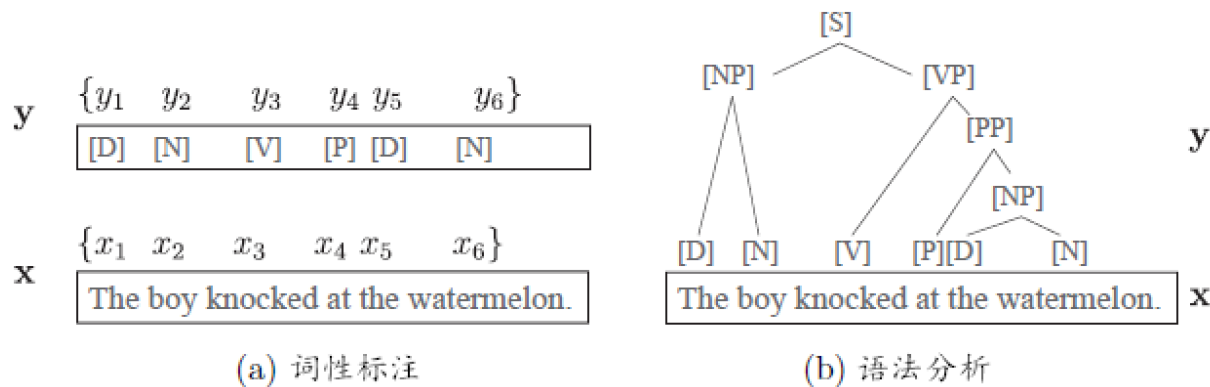 {y1 y2 y3 y4 y5 y6}
y
[D] [N] [V] [P] [D] [N]
{x1 x2 x3 x4 x5 x6}
x
The boy knocked at the watermelon.
(a) 词性标注
[S]
[NP] [VP]
[PP]
y
[NP]
[D] [N] [V] [P][D] [N]
The boy knocked at the watermelon.
x
(b) 语法分析